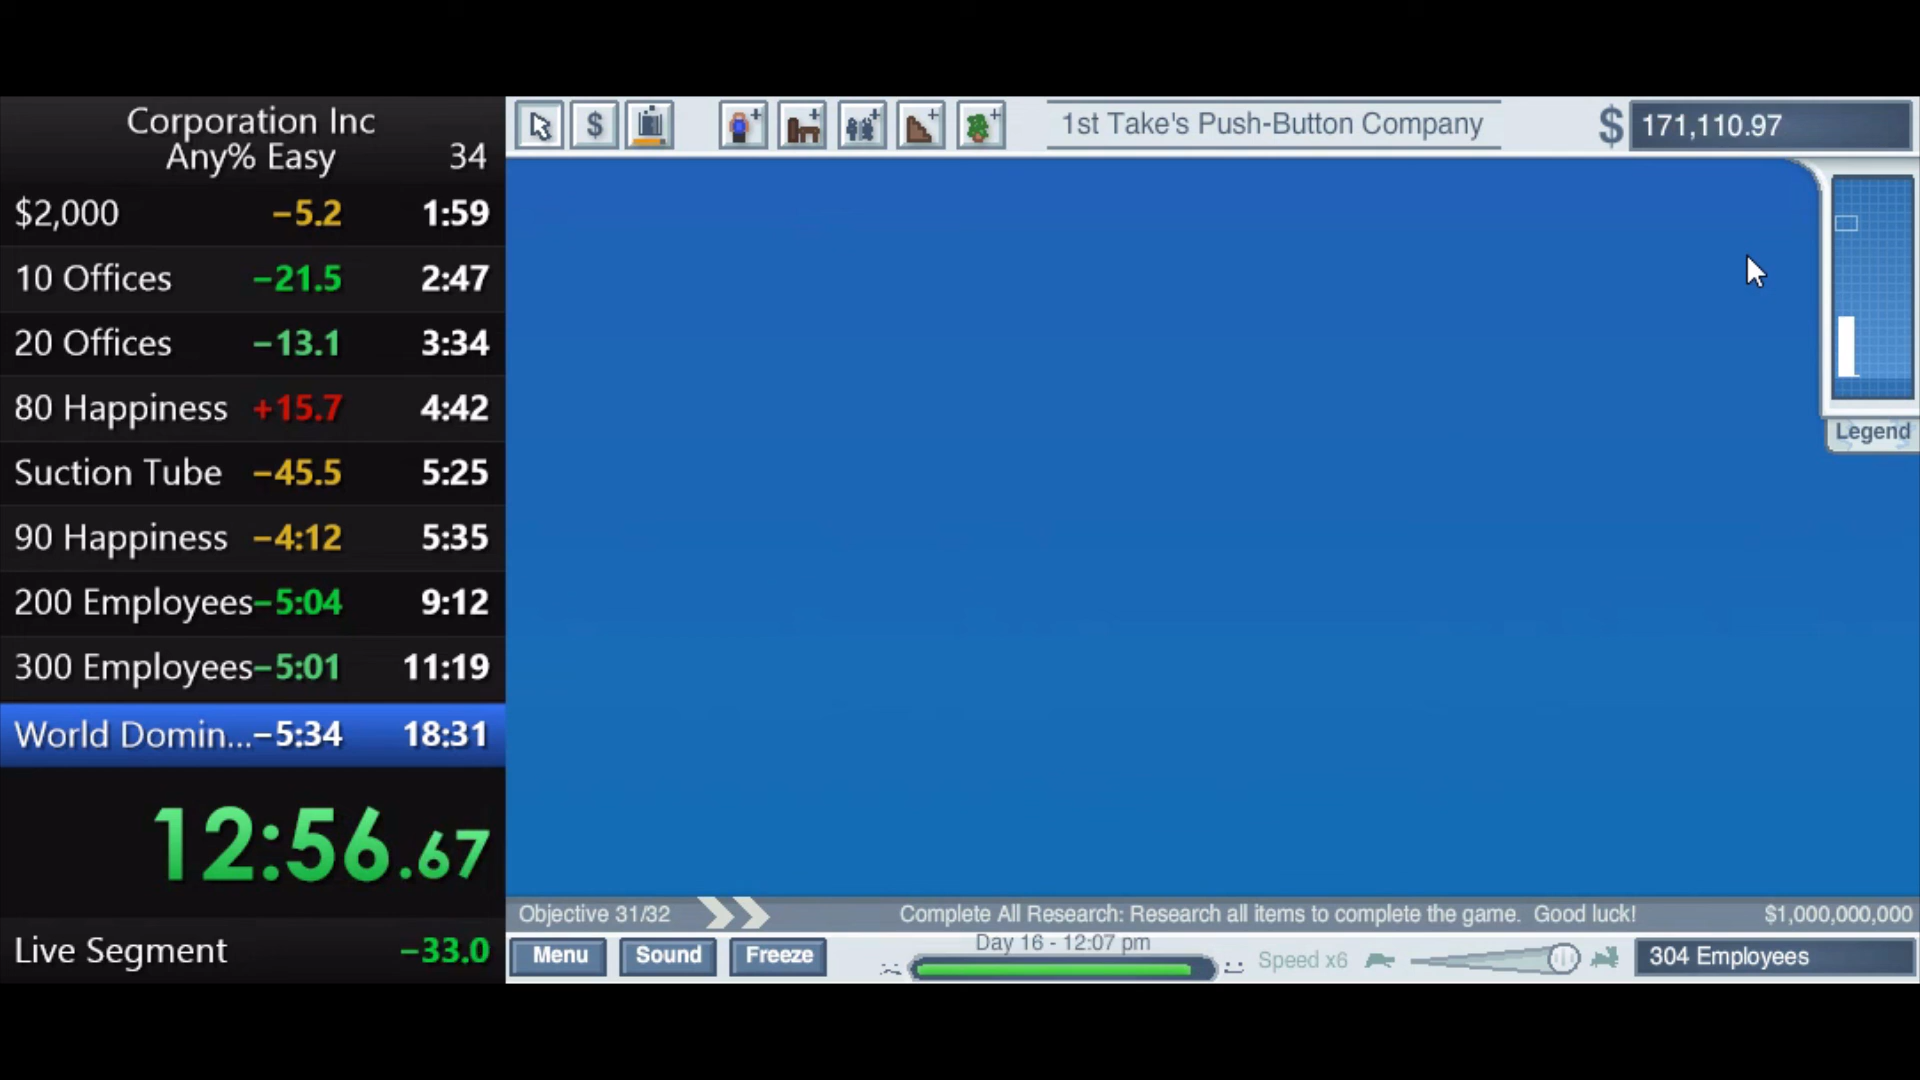 Corporation Inc
Any% Easy 34
$2,000 −5.2 1:59
10 Offices −21.5 2:47
20 Offices −13.1 3:34
80 Happiness +15.7 4:42
Suction Tube −45.5 5:25
90 Happiness −4:12 5:35
200 Employees−5:04 9:12
300 Employees−5:01 11:19
World Domin...−5:34 18:31
12:56.67
Live Segment −33.0
$ 1st Take's Push-Button Company $ 171,110.97
Legend
Objective 31/32 Complete All Research: Research all items to complete the game. Good luck! $1,000,000,000
Menu Sound Freeze Day 16 - 12:07 pm Speed x6 304 Employees